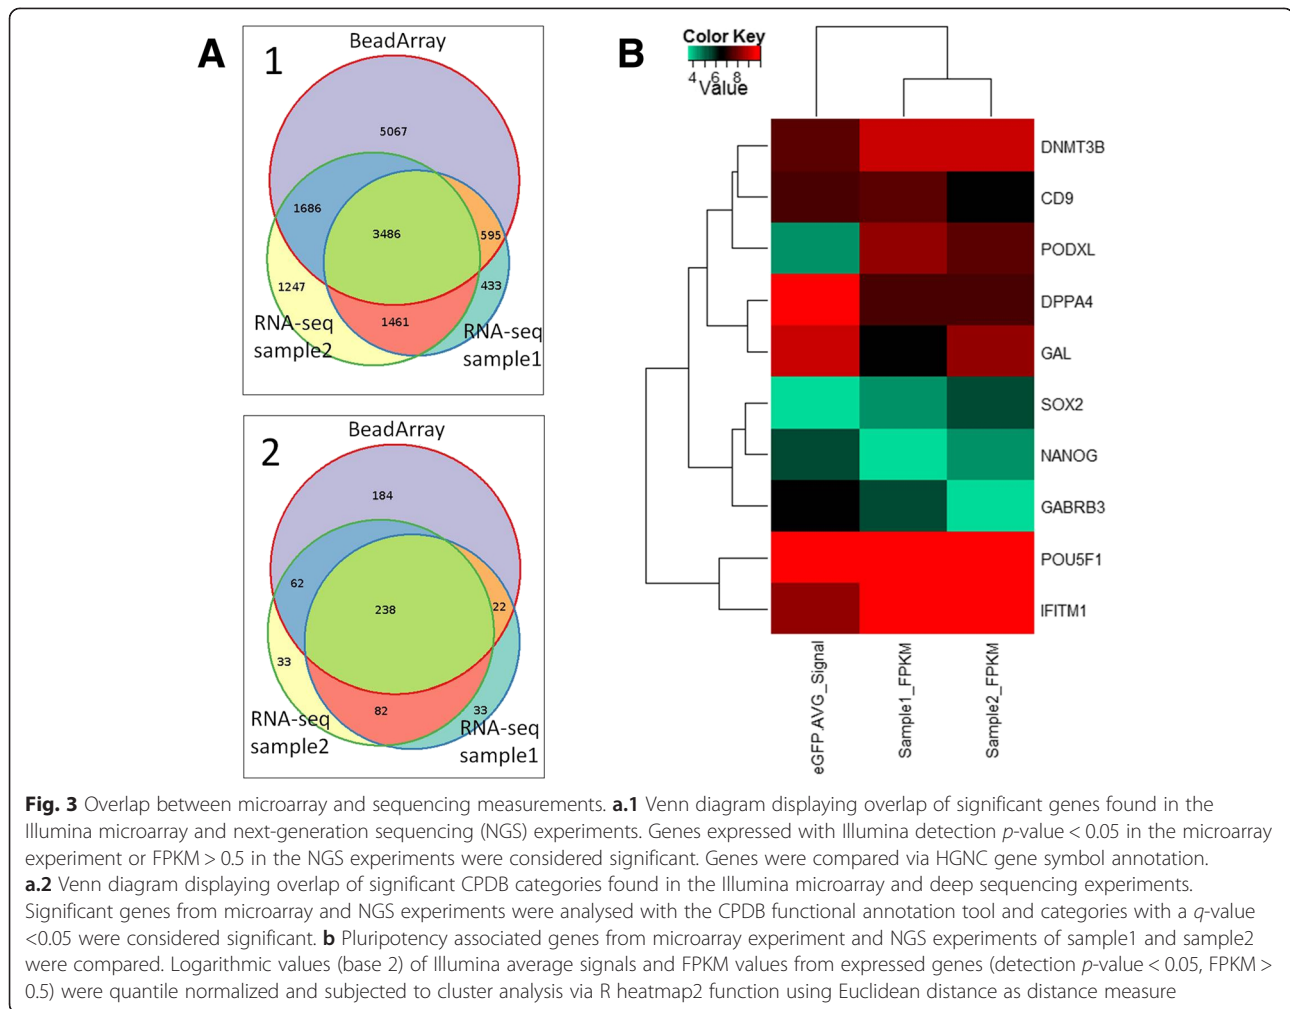 A
1
BeadArray
5067
1686
3486
595
1247
433
1461
RNA-seq
sample2
RNA-seq
sample1
2
BeadArray
184
62
238
22
33
82
33
RNA-seq
sample2
RNA-seq
sample1
B
Color Key
4 6 8
Value
DNMT3B
CD9
PODXL
DPPA4
GAL
SOX2
NANOG
GABRB3
POU5F1
IFITM1
eGFP.AVG_Signal
Sample1_FPKM
Sample2_FPKM
Fig. 3 Overlap between microarray and sequencing measurements. a.1 Venn diagram displaying overlap of significant genes found in the
Illumina microarray and next-generation sequencing (NGS) experiments. Genes expressed with Illumina detection p-value < 0.05 in the microarray
experiment or FPKM > 0.5 in the NGS experiments were considered significant. Genes were compared via HGNC gene symbol annotation.
a.2 Venn diagram displaying overlap of significant CPDB categories found in the Illumina microarray and deep sequencing experiments.
Significant genes from microarray and NGS experiments were analysed with the CPDB functional annotation tool and categories with a q-value
<0.05 were considered significant. b Pluripotency associated genes from microarray experiment and NGS experiments of sample1 and sample2
were compared. Logarithmic values (base 2) of Illumina average signals and FPKM values from expressed genes (detection p-value < 0.05, FPKM >
0.5) were quantile normalized and subjected to cluster analysis via R heatmap2 function using Euclidean distance as distance measure